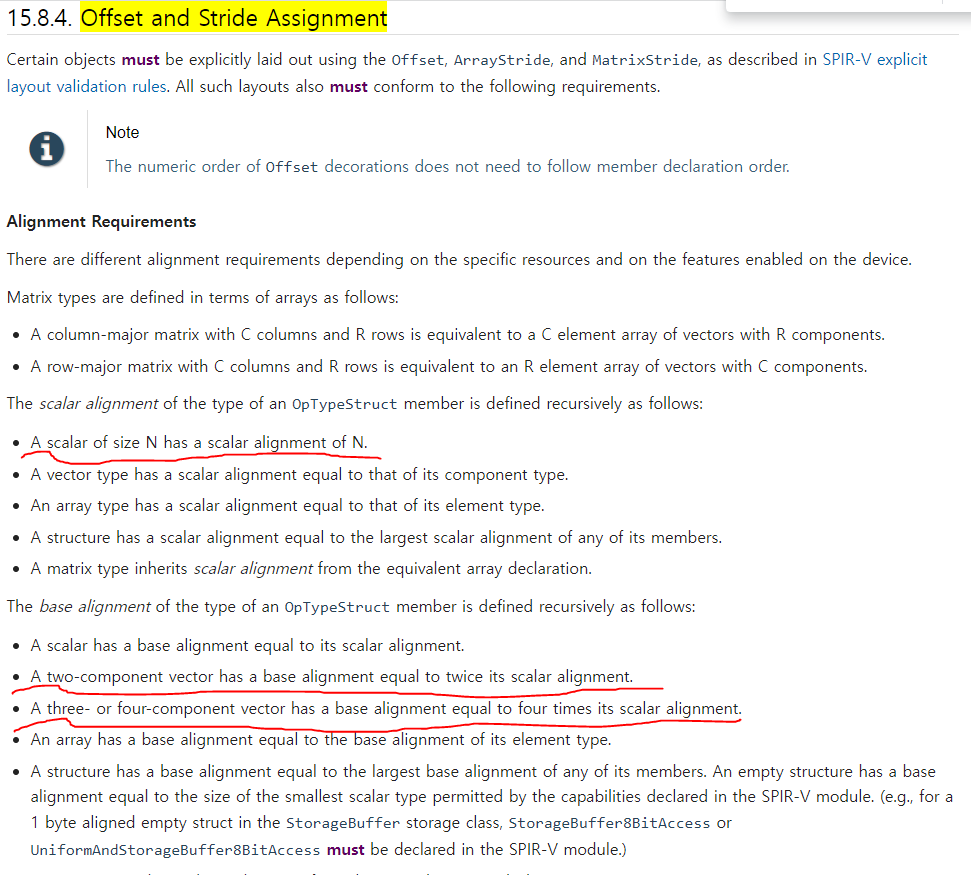 15.8.4. Offset and Stride Assignment
Certain objects must be explicitly laid out using the Offset, ArrayStride, and MatrixStride, as described in SPIR-V explicit
layout validation rules. All such layouts also must conform to the following requirements.
Note
The numeric order of Offset decorations does not need to follow member declaration order.
Alignment Requirements
There are different alignment requirements depending on the specific resources and on the features enabled on the device.
Matrix types are defined in terms of arrays as follows:
• A column-major matrix with C columns and R rows is equivalent to a C element array of vectors with R components.
• A row-major matrix with C columns and R rows is equivalent to an R element array of vectors with C components.
The scalar alignment of the type of an OpTypeStruct member is defined recursively as follows:
• A scalar of size N has a scalar alignment of N.
• A vector type has a scalar alignment equal to that of its component type.
• An array type has a scalar alignment equal to that of its element type.
• A structure has a scalar alignment equal to the largest scalar alignment of any of its members.
• A matrix type inherits scalar alignment from the equivalent array declaration.
The base alignment of the type of an OpTypeStruct member is defined recursively as follows:
• A scalar has a base alignment equal to its scalar alignment.
• A two-component vector has a base alignment equal to twice its scalar alignment.
• A three- or four-component vector has a base alignment equal to four times its scalar alignment.
• An array has a base alignment equal to the base alignment of its element type.
• A structure has a base alignment equal to the largest base alignment of any of its members. An empty structure has a base
alignment equal to the size of the smallest scalar type permitted by the capabilities declared in the SPIR-V module. (e.g., for a
1 byte aligned empty struct in the StorageBuffer storage class, StorageBuffer8BitAccess or
UniformAndStorageBuffer8BitAccess must be declared in the SPIR-V module.)